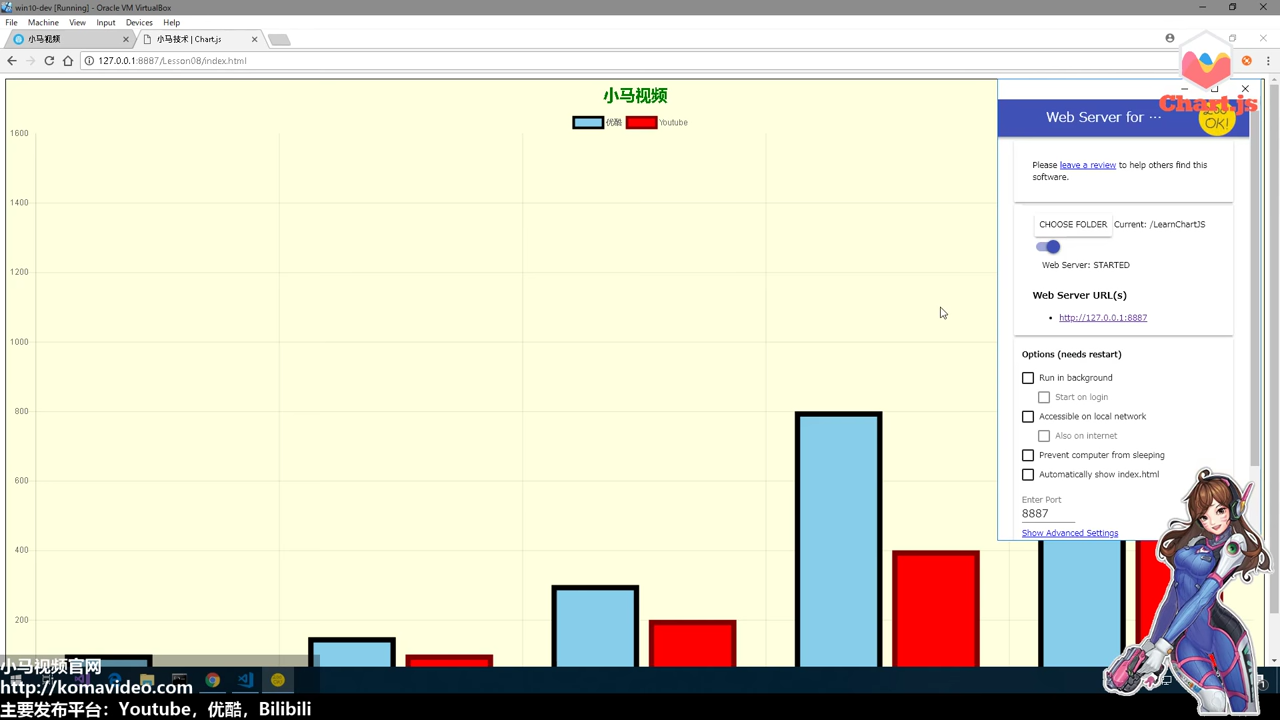 win10-dev [Running] - Oracle VM VirtualBox
File Machine View Input Devices Help
小马视频
小马技术 | Chart.js
127.0.0.1:8887/Lesson08/index.html
小马视频
优酷 Youtube
1600
1400
1200
1000
800
600
400
200
Chart.js
Web Server for ···
OK!
Please leave a review to help others find this
software.
CHOOSE FOLDER Current: /LearnChartJS
Web Server: STARTED
Web Server URL(s)
http://127.0.0.1:8887
Options (needs restart)
Run in background
Start on login
Accessible on local network
Also on internet
Prevent computer from sleeping
Automatically show index.html
Enter Port
8887
Show Advanced Settings
小马视频官网
http://komavideo.com
主要发布平台：Youtube，优酷，Bilibili